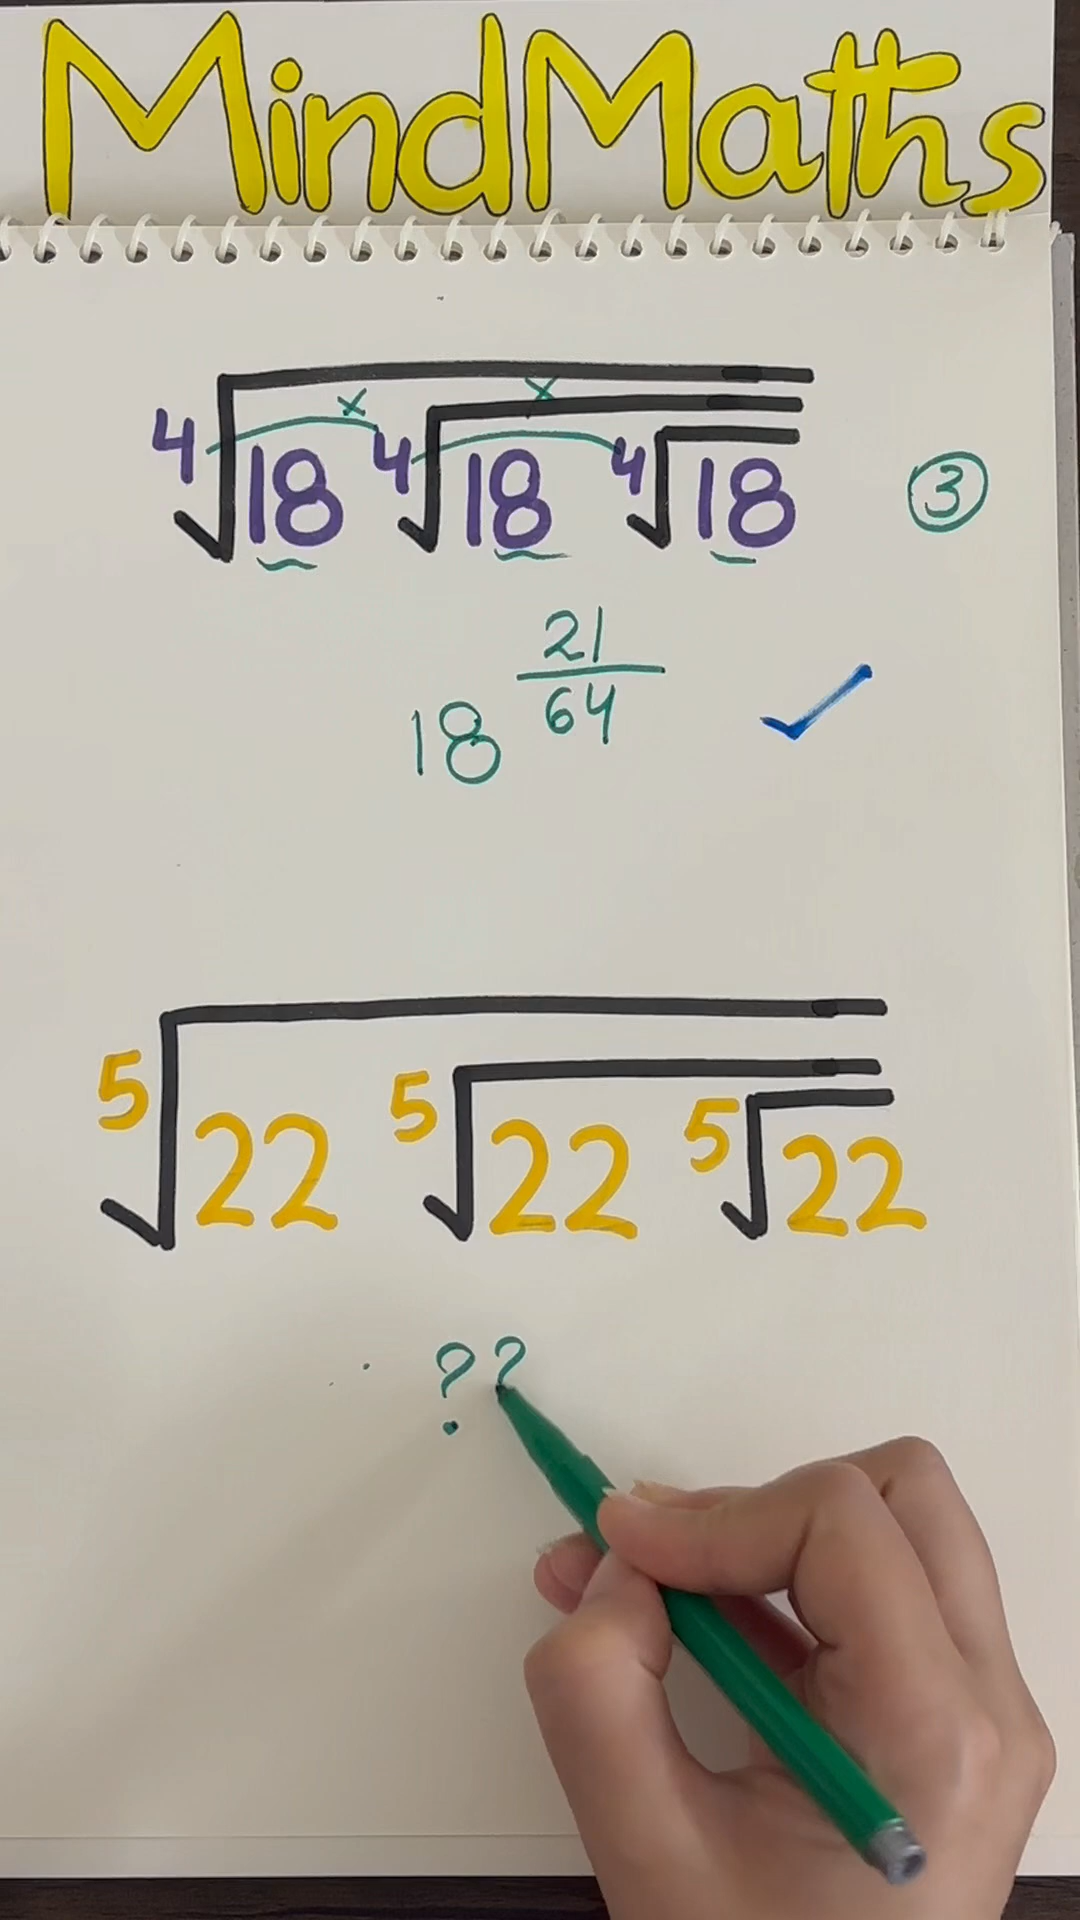 MindMaths
⁴√18 ⁴√18 ⁴√18
× ×
③
18^(21/64) ✓
⁵√22 ⁵√22 ⁵√22
??